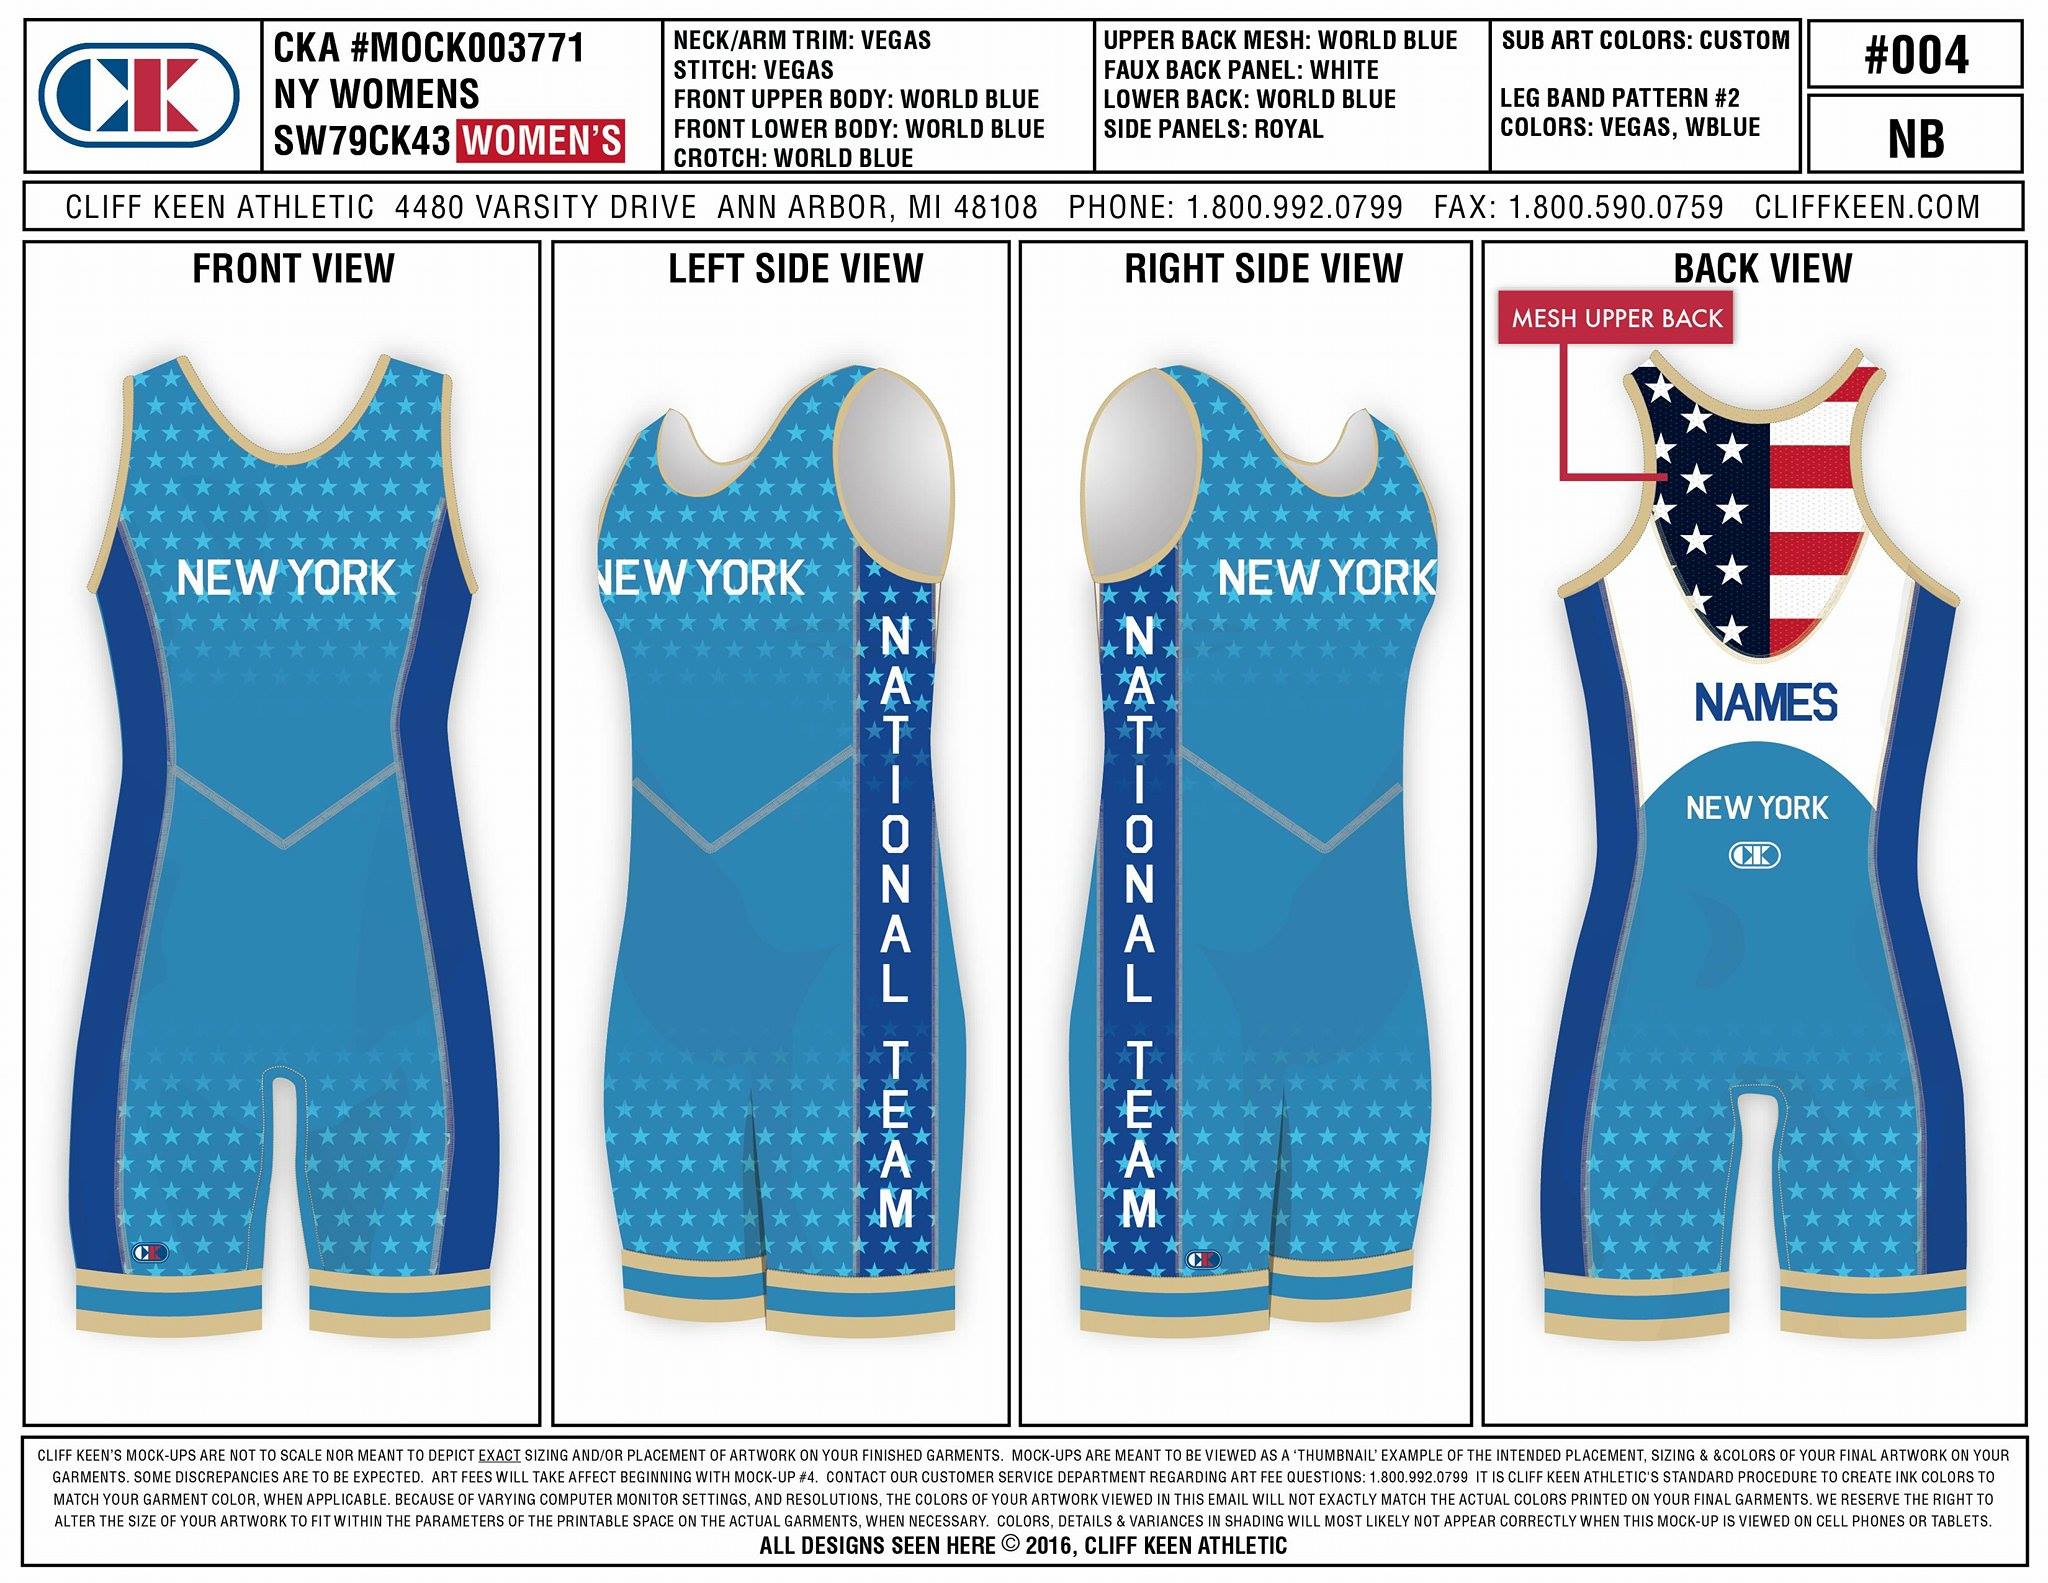 CK
CKA #MOCK003771
NY WOMENS
SW79CK43 WOMEN'S
NECK/ARM TRIM: VEGAS
STITCH: VEGAS
FRONT UPPER BODY: WORLD BLUE
FRONT LOWER BODY: WORLD BLUE
CROTCH: WORLD BLUE
UPPER BACK MESH: WORLD BLUE
FAUX BACK PANEL: WHITE
LOWER BACK: WORLD BLUE
SIDE PANELS: ROYAL
SUB ART COLORS: CUSTOM
LEG BAND PATTERN #2
COLORS: VEGAS, WBLUE
#004
NB
CLIFF KEEN ATHLETIC 4480 VARSITY DRIVE ANN ARBOR, MI 48108 PHONE: 1.800.992.0799 FAX: 1.800.590.0759 CLIFFKEEN.COM
FRONT VIEW
NEW YORK
CK
LEFT SIDE VIEW
NEW YORK
NATIONAL TEAM
RIGHT SIDE VIEW
NEW YORK
NATIONAL TEAM
CK
BACK VIEW
MESH UPPER BACK
NAMES
NEW YORK
CK
CLIFF KEEN'S MOCK-UPS ARE NOT TO SCALE NOR MEANT TO DEPICT EXACT SIZING AND/OR PLACEMENT OF ARTWORK ON YOUR FINISHED GARMENTS. MOCK-UPS ARE MEANT TO BE VIEWED AS A 'THUMBNAIL' EXAMPLE OF THE INTENDED PLACEMENT, SIZING & &COLORS OF YOUR FINAL ARTWORK ON YOUR
GARMENTS. SOME DISCREPANCIES ARE TO BE EXPECTED. ART FEES WILL TAKE AFFECT BEGINNING WITH MOCK-UP #4. CONTACT OUR CUSTOMER SERVICE DEPARTMENT REGARDING ART FEE QUESTIONS: 1.800.992.0799 IT IS CLIFF KEEN ATHLETIC'S STANDARD PROCEDURE TO CREATE INK COLORS TO
MATCH YOUR GARMENT COLOR, WHEN APPLICABLE. BECAUSE OF VARYING COMPUTER MONITOR SETTINGS, AND RESOLUTIONS, THE COLORS OF YOUR ARTWORK VIEWED IN THIS EMAIL WILL NOT EXACTLY MATCH THE ACTUAL COLORS PRINTED ON YOUR FINAL GARMENTS. WE RESERVE THE RIGHT TO
ALTER THE SIZE OF YOUR ARTWORK TO FIT WITHIN THE PARAMETERS OF THE PRINTABLE SPACE ON THE ACTUAL GARMENTS, WHEN NECESSARY. COLORS, DETAILS & VARIANCES IN SHADING WILL MOST LIKELY NOT APPEAR CORRECTLY WHEN THIS MOCK-UP IS VIEWED ON CELL PHONES OR TABLETS.
ALL DESIGNS SEEN HERE © 2016, CLIFF KEEN ATHLETIC